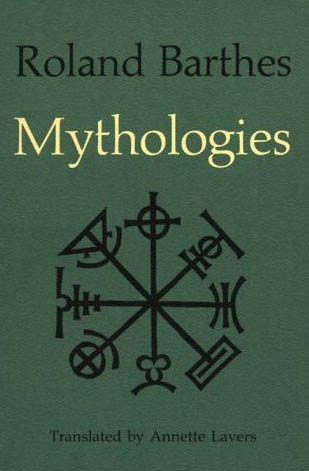 Roland Barthes
Mythologies
Translated by Annette Lavers